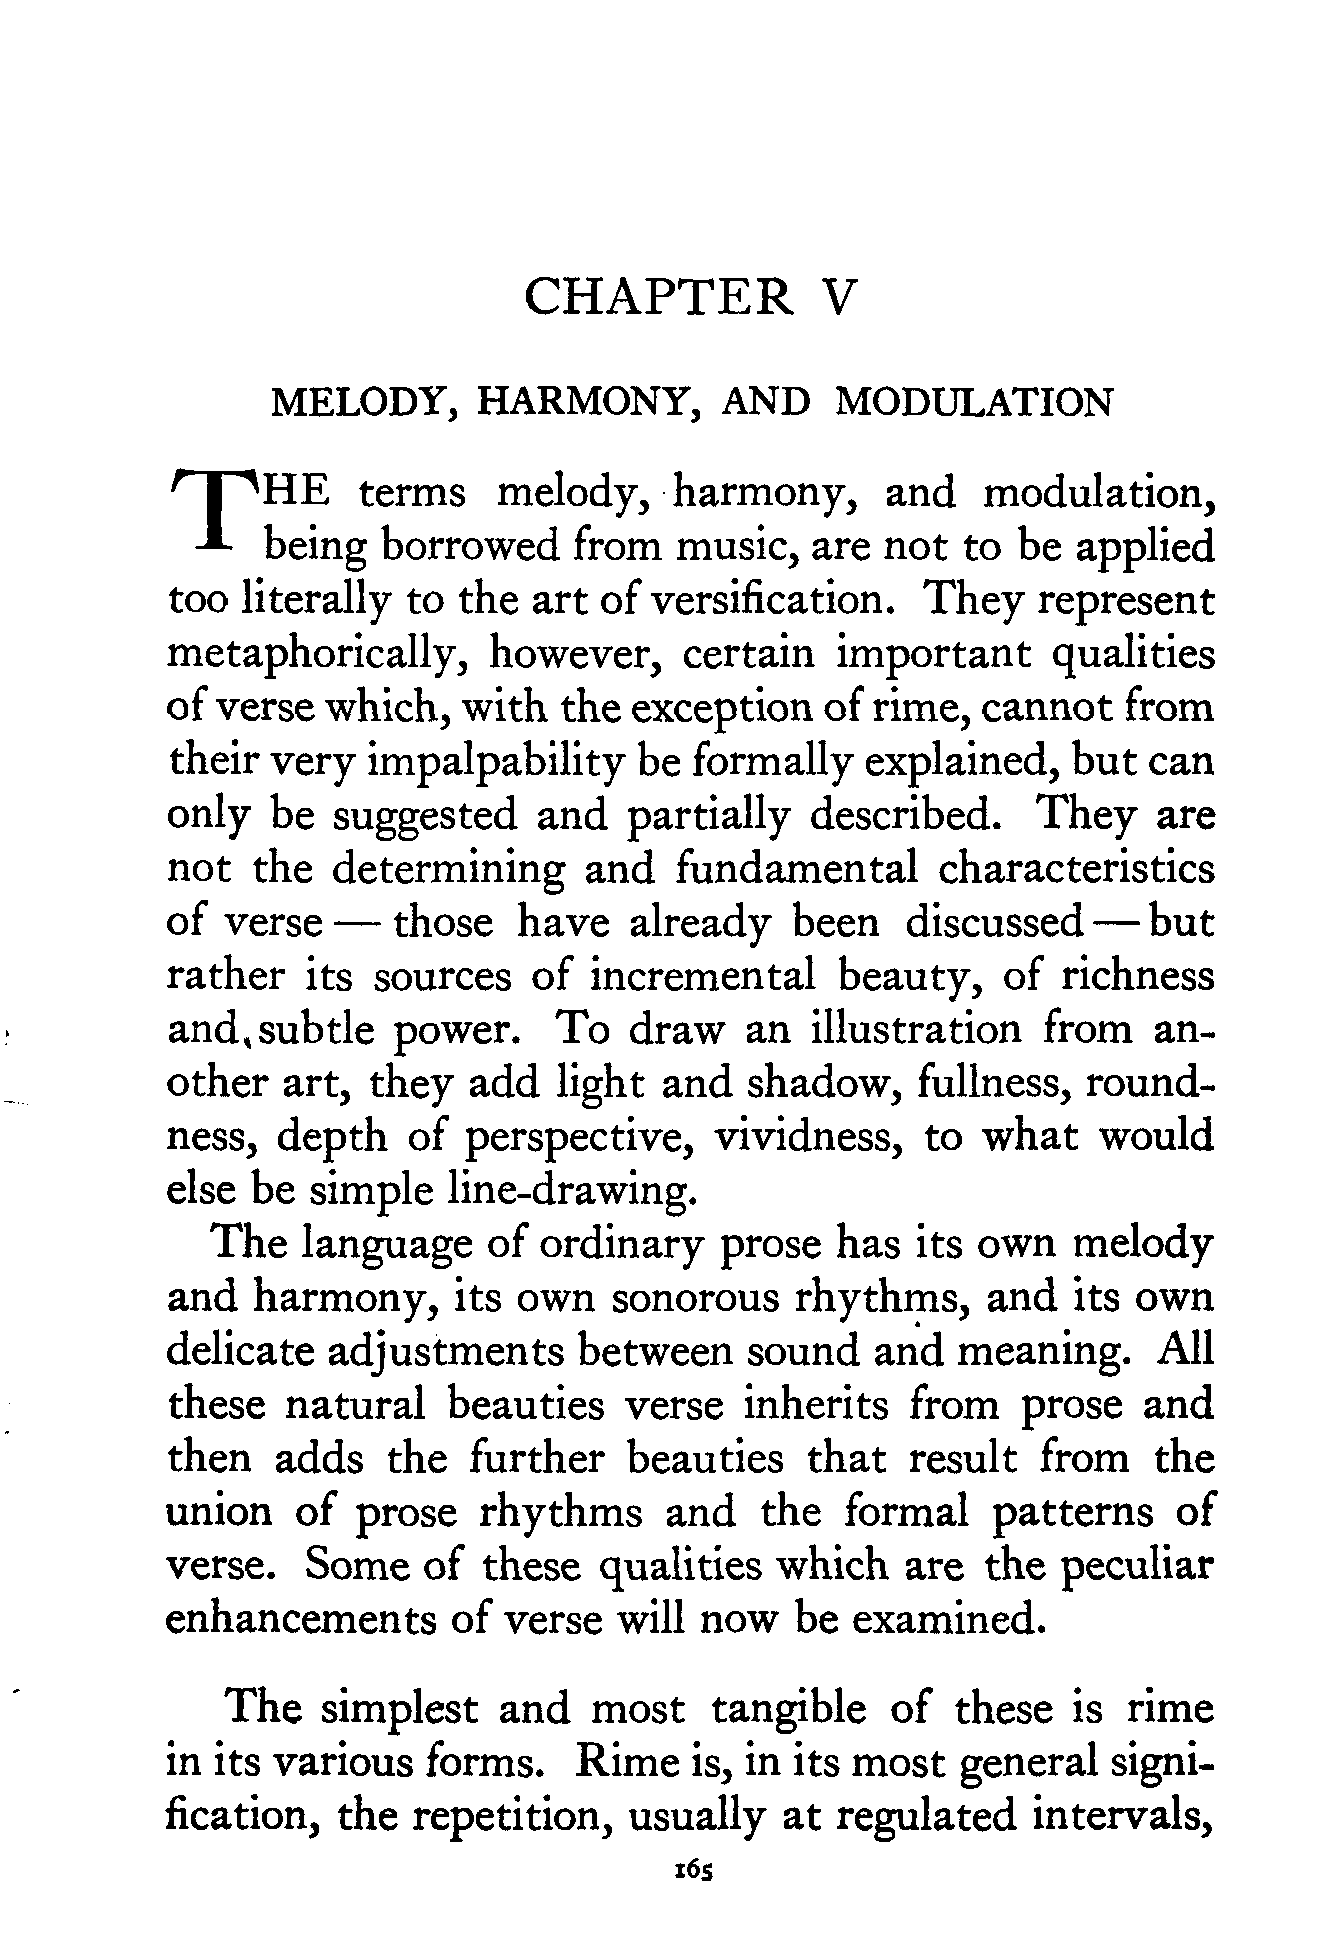 CHAPTER V
MELODY, HARMONY, AND MODULATION
THE terms melody, harmony, and modulation,
being borrowed from music, are not to be applied
too literally to the art of versification. They represent
metaphorically, however, certain important qualities
of verse which, with the exception of rime, cannot from
their very impalpability be formally explained, but can
only be suggested and partially described. They are
not the determining and fundamental characteristics
of verse — those have already been discussed — but
rather its sources of incremental beauty, of richness
and subtle power. To draw an illustration from an-
other art, they add light and shadow, fullness, round-
ness, depth of perspective, vividness, to what would
else be simple line-drawing.
The language of ordinary prose has its own melody
and harmony, its own sonorous rhythms, and its own
delicate adjustments between sound and meaning. All
these natural beauties verse inherits from prose and
then adds the further beauties that result from the
union of prose rhythms and the formal patterns of
verse. Some of these qualities which are the peculiar
enhancements of verse will now be examined.
The simplest and most tangible of these is rime
in its various forms. Rime is, in its most general signi-
fication, the repetition, usually at regulated intervals,
165